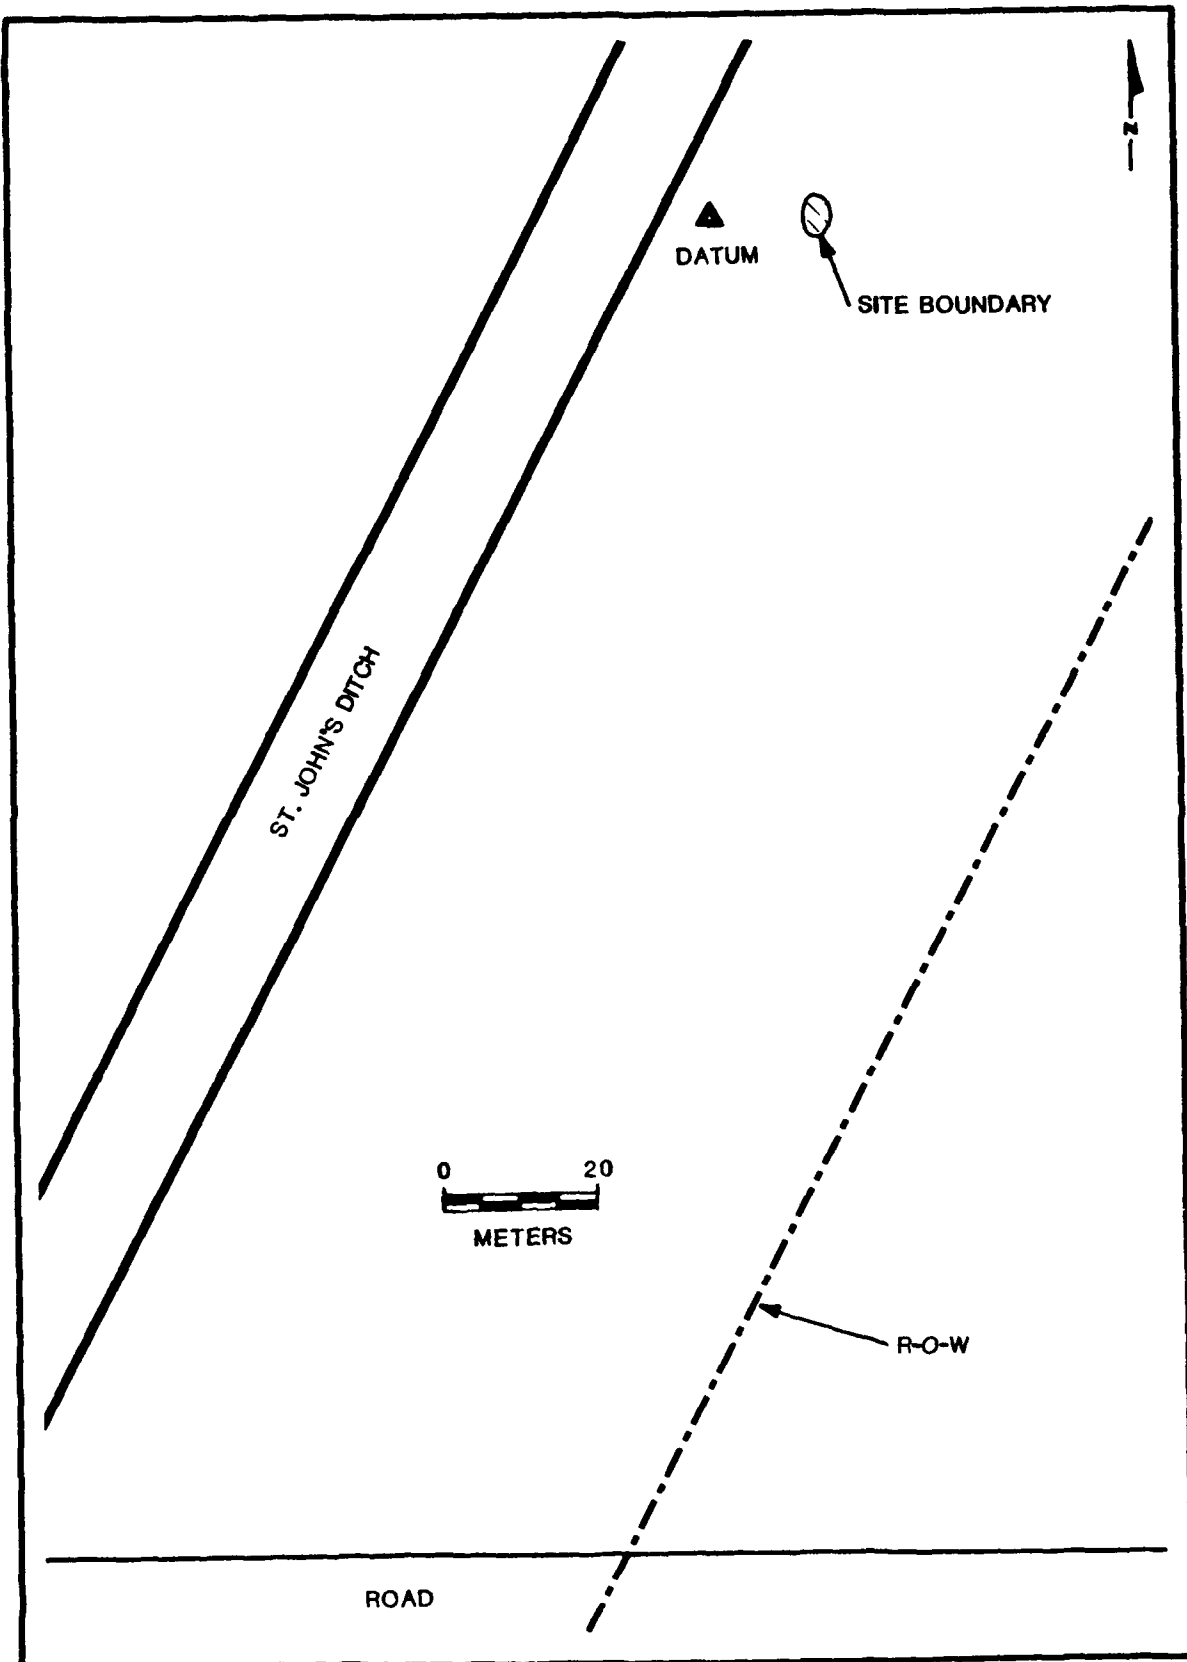 N
DATUM
SITE BOUNDARY
ST. JOHN'S DITCH
0 20
METERS
R-O-W
ROAD